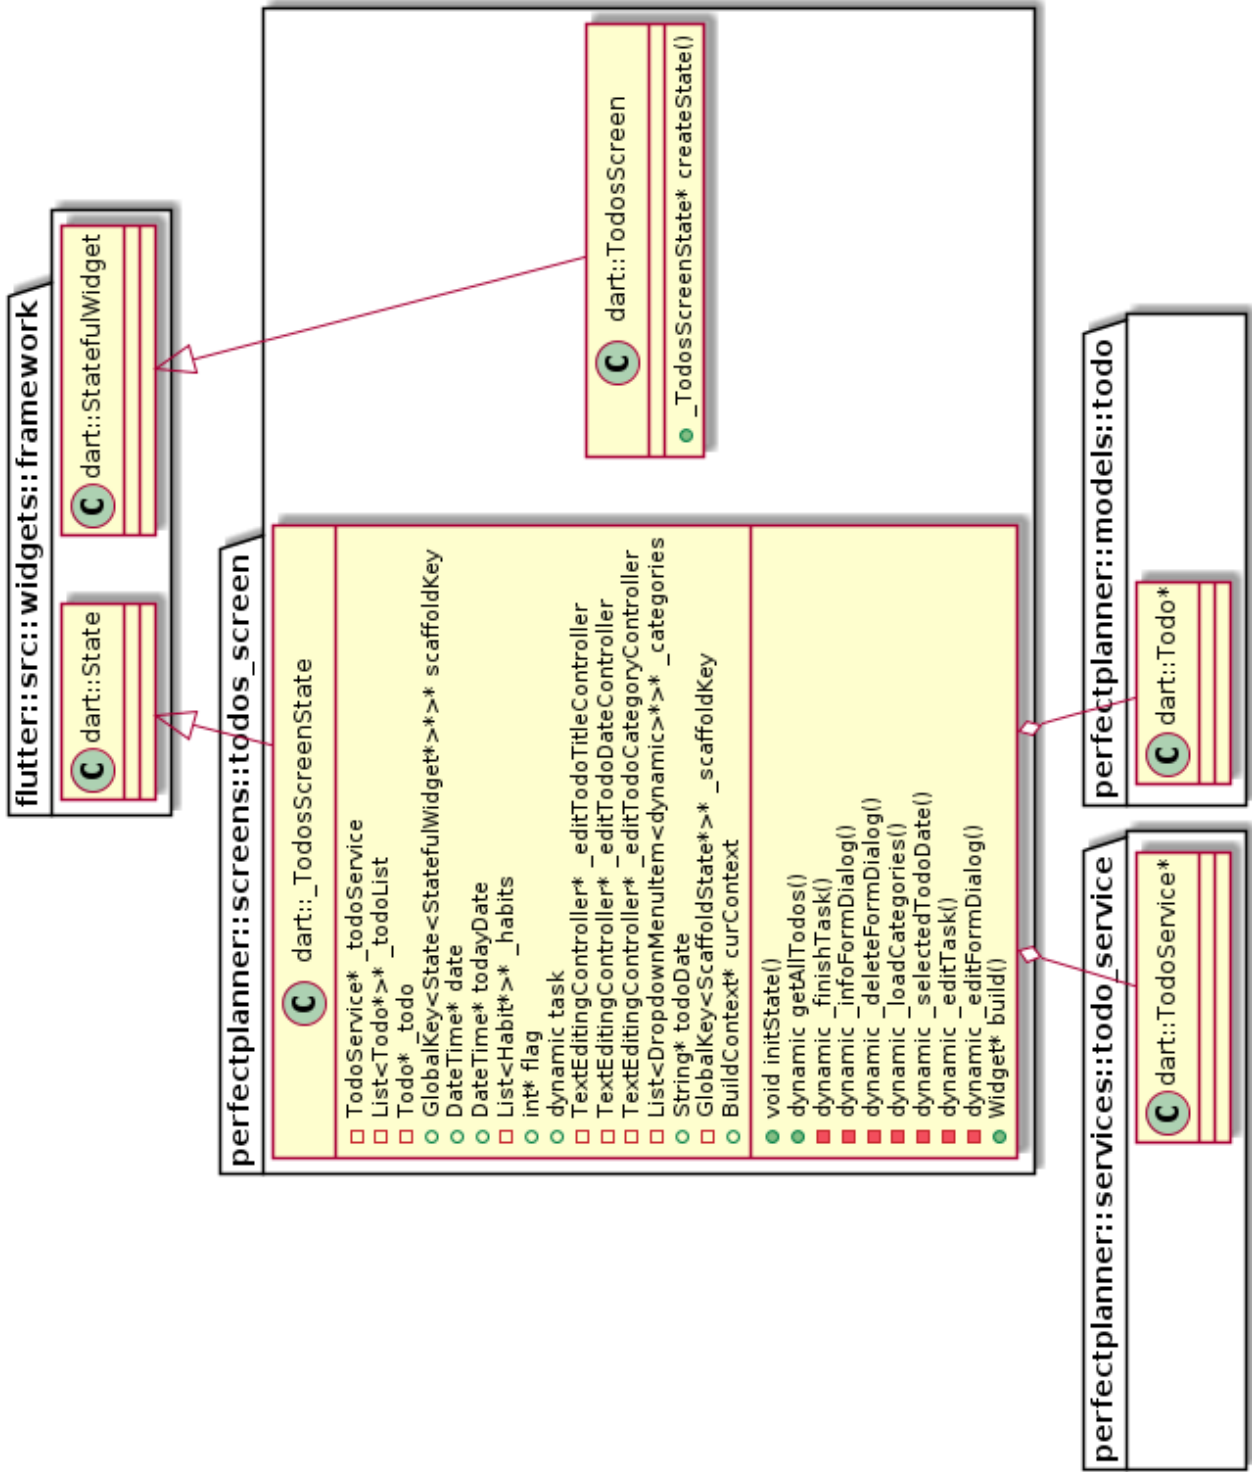 flutter::src::widgets::framework
C dart::State
C dart::StatefulWidget
perfectplanner::screens::todos_screen
C dart::_TodosScreenState
TodoService* _todoService
List<Todo*>* _todoList
Todo* _todo
GlobalKey<State<StatefulWidget*>*>* scaffoldKey
DateTime* date
DateTime* todayDate
List<Habit*>* _habits
int* flag
dynamic task
TextEditingController* _editTodoTitleController
TextEditingController* _editTodoDateController
TextEditingController* _editTodoCategoryController
List<DropdownMenuItem<dynamic>*>* _categories
String* todoDate
GlobalKey<ScaffoldState*>* _scaffoldKey
BuildContext* curContext
void initState()
dynamic getAllTodos()
dynamic _finishTask()
dynamic _infoFormDialog()
dynamic _deleteFormDialog()
dynamic _loadCategories()
dynamic _selectedTodoDate()
dynamic _editTask()
dynamic _editFormDialog()
Widget* build()
C dart::TodosScreen
_TodosScreenState* createState()
perfectplanner::services::todo_service
C dart::TodoService*
perfectplanner::models::todo
C dart::Todo*